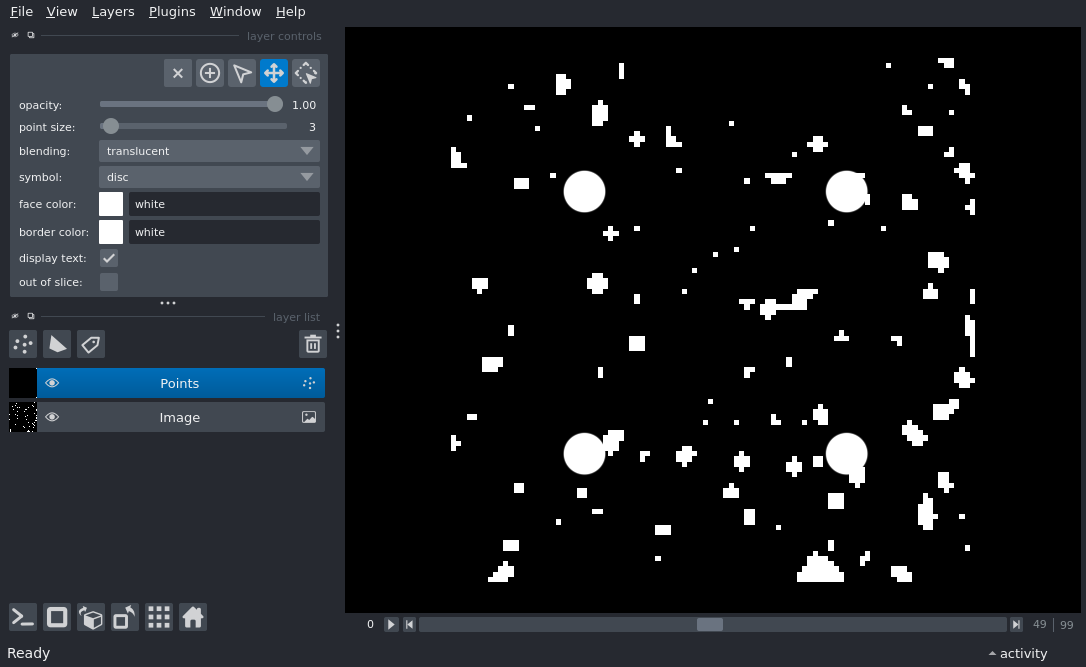 File View Layers Plugins Window Help
layer controls
opacity: 1.00
point size: 3
blending: translucent
symbol: disc
face color: white
border color: white
display text:
out of slice:
layer list
Points
Image
0 49 | 99
Ready activity